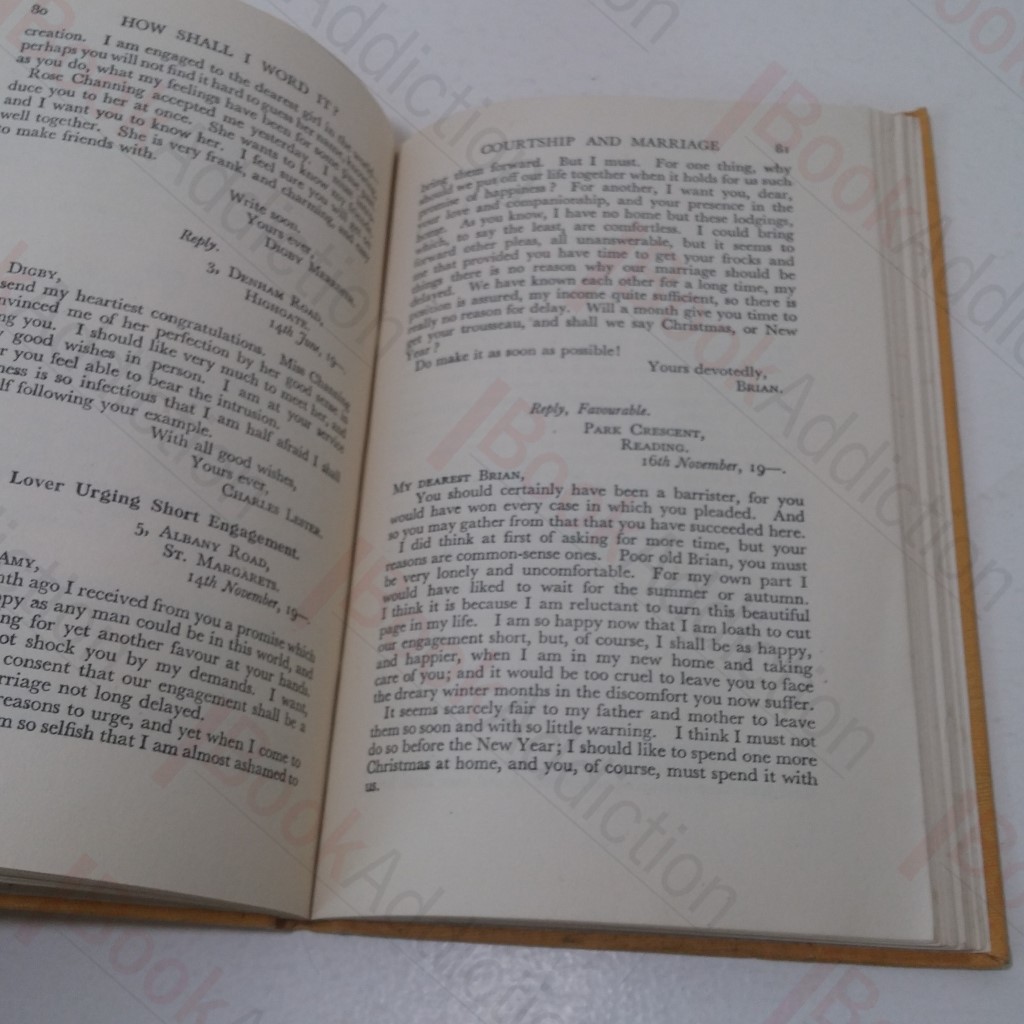 80
HOW SHALL I WORD IT?
creation. I am engaged to the dearest girl in the world,
perhaps you will not find it hard to guess her name, knowing,
as you do, what my feelings have been for some time.
Rose Channing accepted me yesterday. I must
duce you to her at once. She wants to know my
and I want you to know her. I feel sure you will get on
well together. She is very frank, and charming, and easy
to make friends with.
Write soon.
Yours ever,
DIGBY
Reply.
3, DENHAM ROAD,
HIGHGATE.
14th June, 19—.
DIGBY,
send my heartiest congratulations. Miss Channing
nvinced me of her perfection by her good sense in
ng you. I should like very much to meet her, and
good wishes in person. I am at your service
r you feel able to bear the intrusion.
ness is so infectious that I am half afraid I shall
lf following your example.
With all good wishes,
Yours ever,
CHARLES LESTER.
Lover Urging Short Engagement.
5, ALBANY ROAD,
ST. MARGARETS.
14th November, 19—.
AMY,
nth ago I received from you a promise which
ppy as any man could be in this world, and
ng for yet another favour at your hands.
ot shock you by my demands. I want,
consent that our engagement shall be a
rriage not long delayed.
reasons to urge, and yet when I come to
m so selfish that I am almost ashamed to
COURTSHIP AND MARRIAGE 81
bring them forward. But I must. For one thing, why
should we put off our life together when it holds for us such
promise of happiness? For another, I want you, dear,
your love and companionship, and your presence in the
home. As you know, I have no home but these lodgings,
which, to say the least, are comfortless. I could bring
forward other pleas, all unanswerable, but it seems to
me that provided you have time to get your frocks and
things there is no reason why our marriage should be
delayed. We have known each other for a long time, my
position is assured, my income quite sufficient, so there is
really no reason for delay. Will a month give you time to
get your trousseau, and shall we say Christmas, or New
Year?
Do make it as soon as possible!
Yours devotedly,
BRIAN.
Reply, Favourable.
PARK CRESCENT,
READING.
16th November, 19—.
MY DEAREST BRIAN,
You should certainly have been a barrister, for you
would have won every case in which you pleaded. And
so you may gather from that that you have succeeded here.
I did think at first of asking for more time, but your
reasons are common-sense ones. Poor old Brian, you must
be very lonely and uncomfortable. For my own part I
would have liked to wait for the summer or autumn.
I think it is because I am reluctant to turn this beautiful
page in my life. I am so happy now that I am loath to cut
our engagement short, but, of course, I shall be as happy,
and happier, when I am in my new home and taking
care of you; and it would be too cruel to leave you to face
the dreary winter months in the discomfort you now suffer.
It seems scarcely fair to my father and mother to leave
them so soon and with so little warning. I think I must not
do so before the New Year; I should like to spend one more
Christmas at home, and you, of course, must spend it with
us.